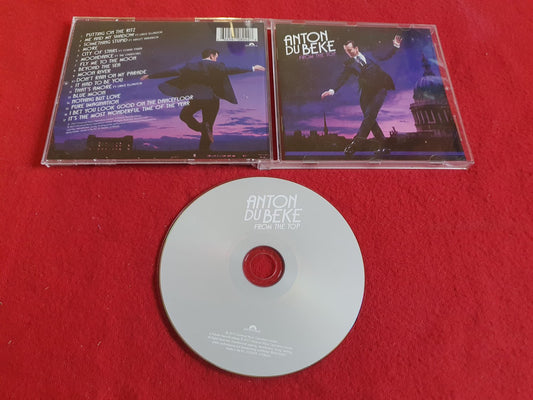 PUTTING ON THE RITZ
ME AND MY SHADOW
SOMETHING STUPID
MORE
CITY OF STARS
MOONDANCE
FLY ME TO THE MOON
BEYOND THE SEA
MOON RIVER
DON'T RAIN ON MY PARADE
IT HAD TO BE YOU
THAT'S AMORE
BLUE MOON
NOTHING BUT LOVE
PURE IMAGINATION
I BET YOU LOOK GOOD ON THE DANCEFLOOR
IT'S THE MOST WONDERFUL TIME OF THE YEAR
ANTON
DU BEKE
FROM THE TOP
ANTON
DU BEKE
FROM THE TOP